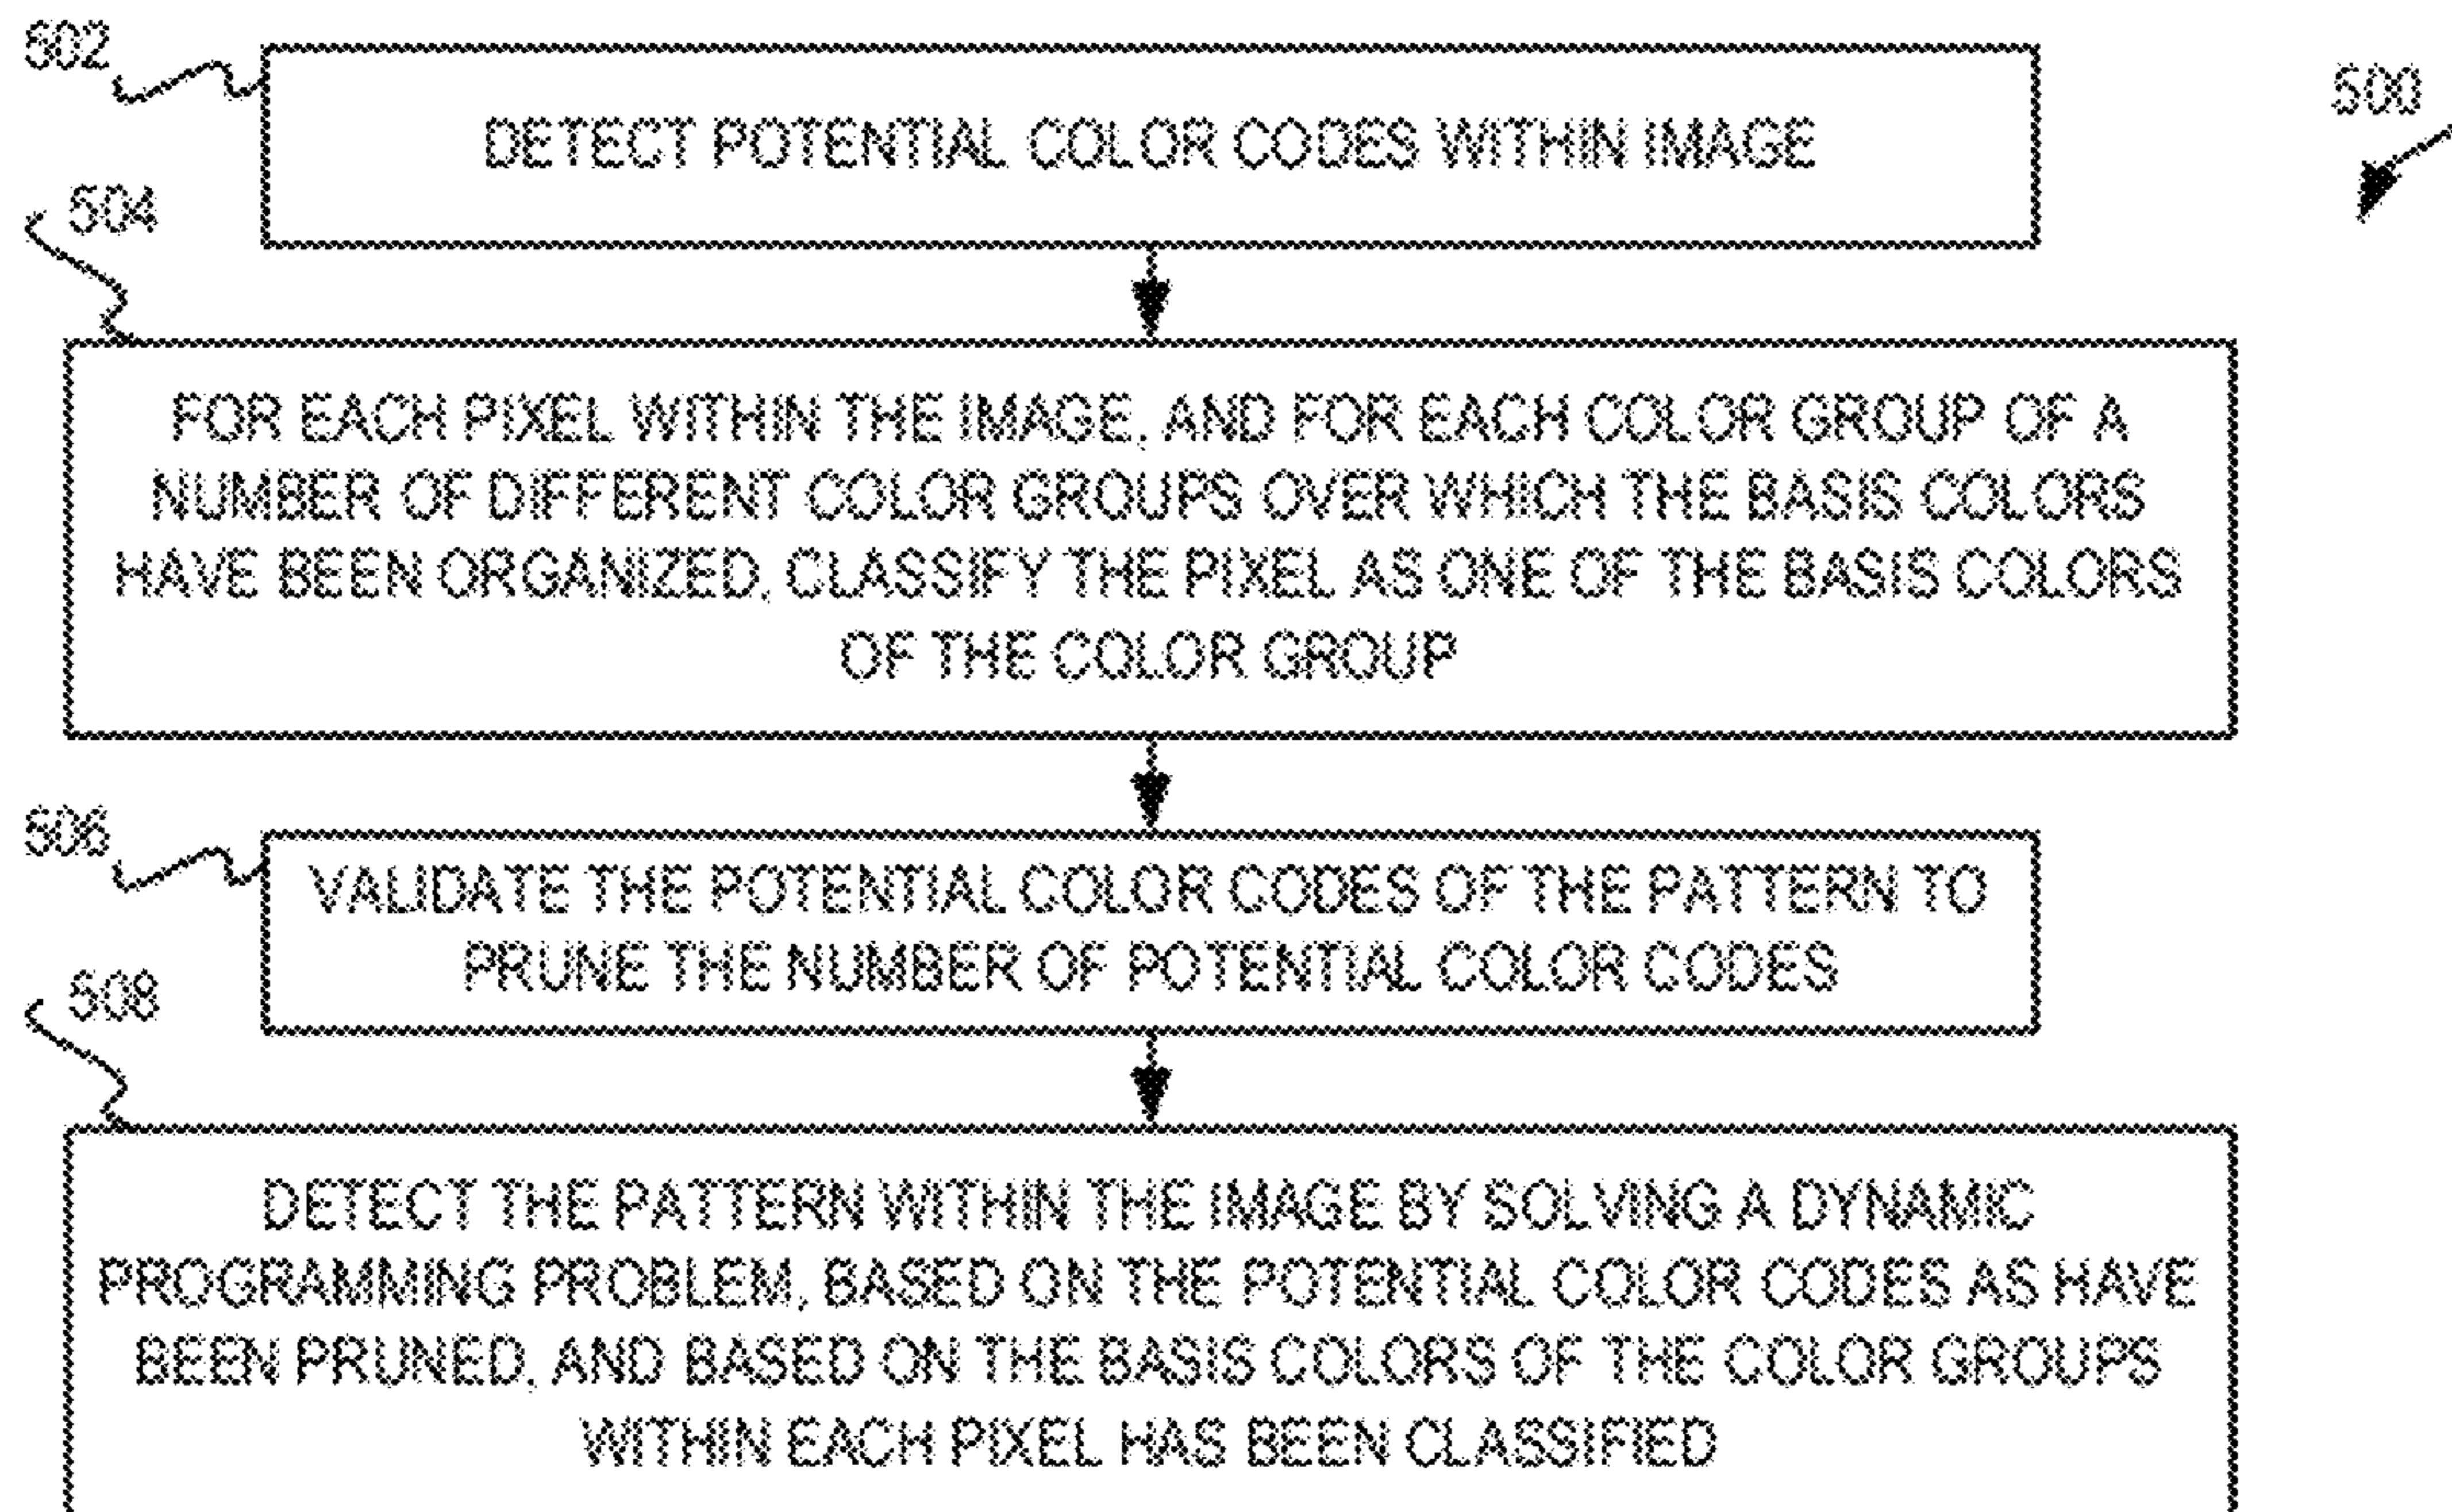 502
500
DETECT POTENTIAL COLOR CODES WITHIN IMAGE
504
FOR EACH PIXEL WITHIN THE IMAGE, AND FOR EACH COLOR GROUP OF A
NUMBER OF DIFFERENT COLOR GROUPS OVER WHICH THE BASIS COLORS
HAVE BEEN ORGANIZED, CLASSIFY THE PIXEL AS ONE OF THE BASIS COLORS
OF THE COLOR GROUP
506
VALIDATE THE POTENTIAL COLOR CODES OF THE PATTERN TO
PRUNE THE NUMBER OF POTENTIAL COLOR CODES
508
DETECT THE PATTERN WITHIN THE IMAGE BY SOLVING A DYNAMIC
PROGRAMMING PROBLEM, BASED ON THE POTENTIAL COLOR CODES AS HAVE
BEEN PRUNED, AND BASED ON THE BASIS COLORS OF THE COLOR GROUPS
WITHIN EACH PIXEL HAS BEEN CLASSIFIED